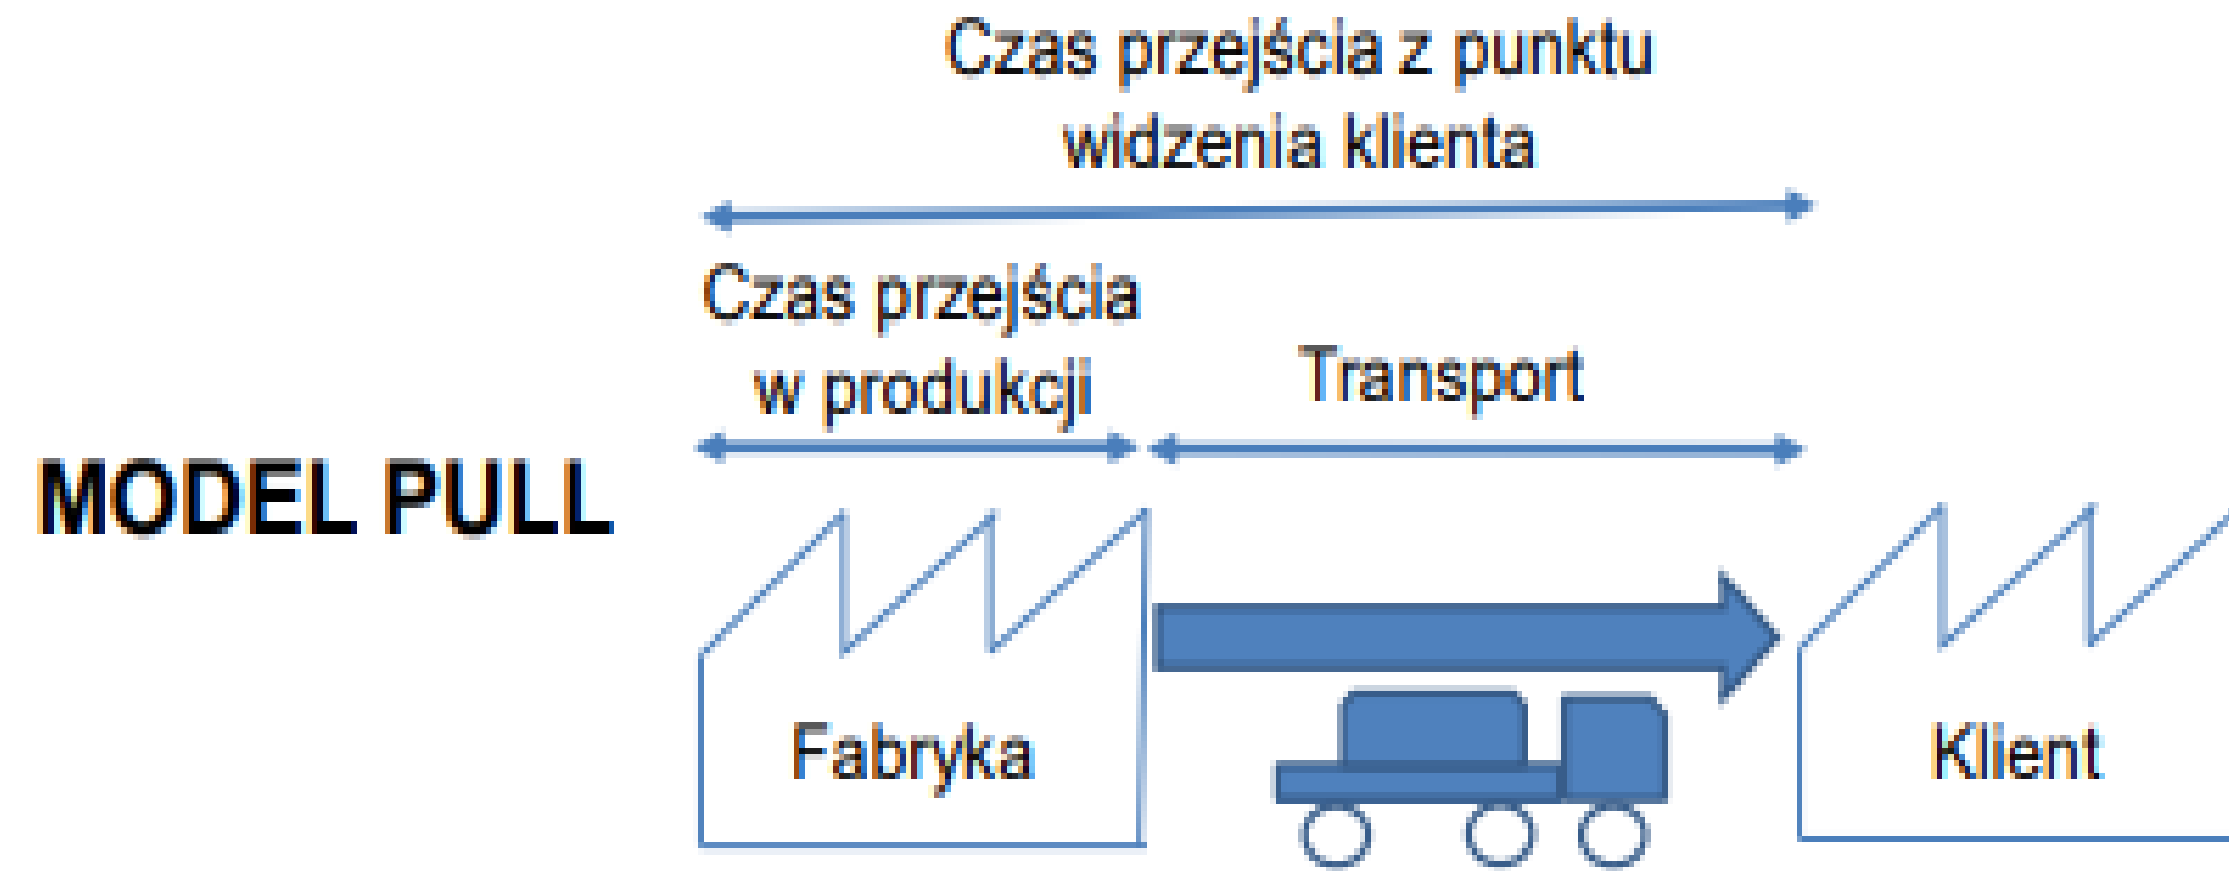 Czas przejścia z punktu
widzenia klienta
Czas przejścia
w produkcji
Transport
MODEL PULL
Fabryka
Klient